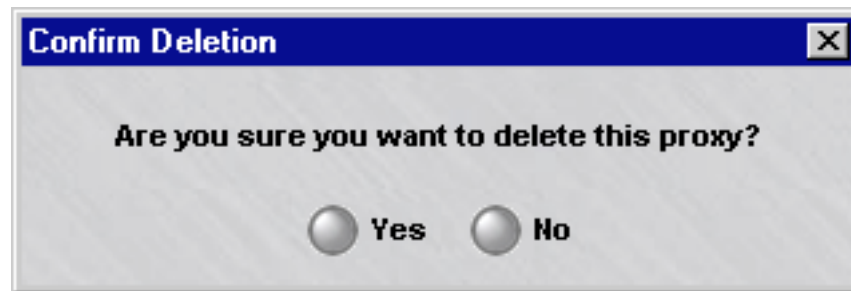 Confirm Deletion
Are you sure you want to delete this proxy?
Yes No